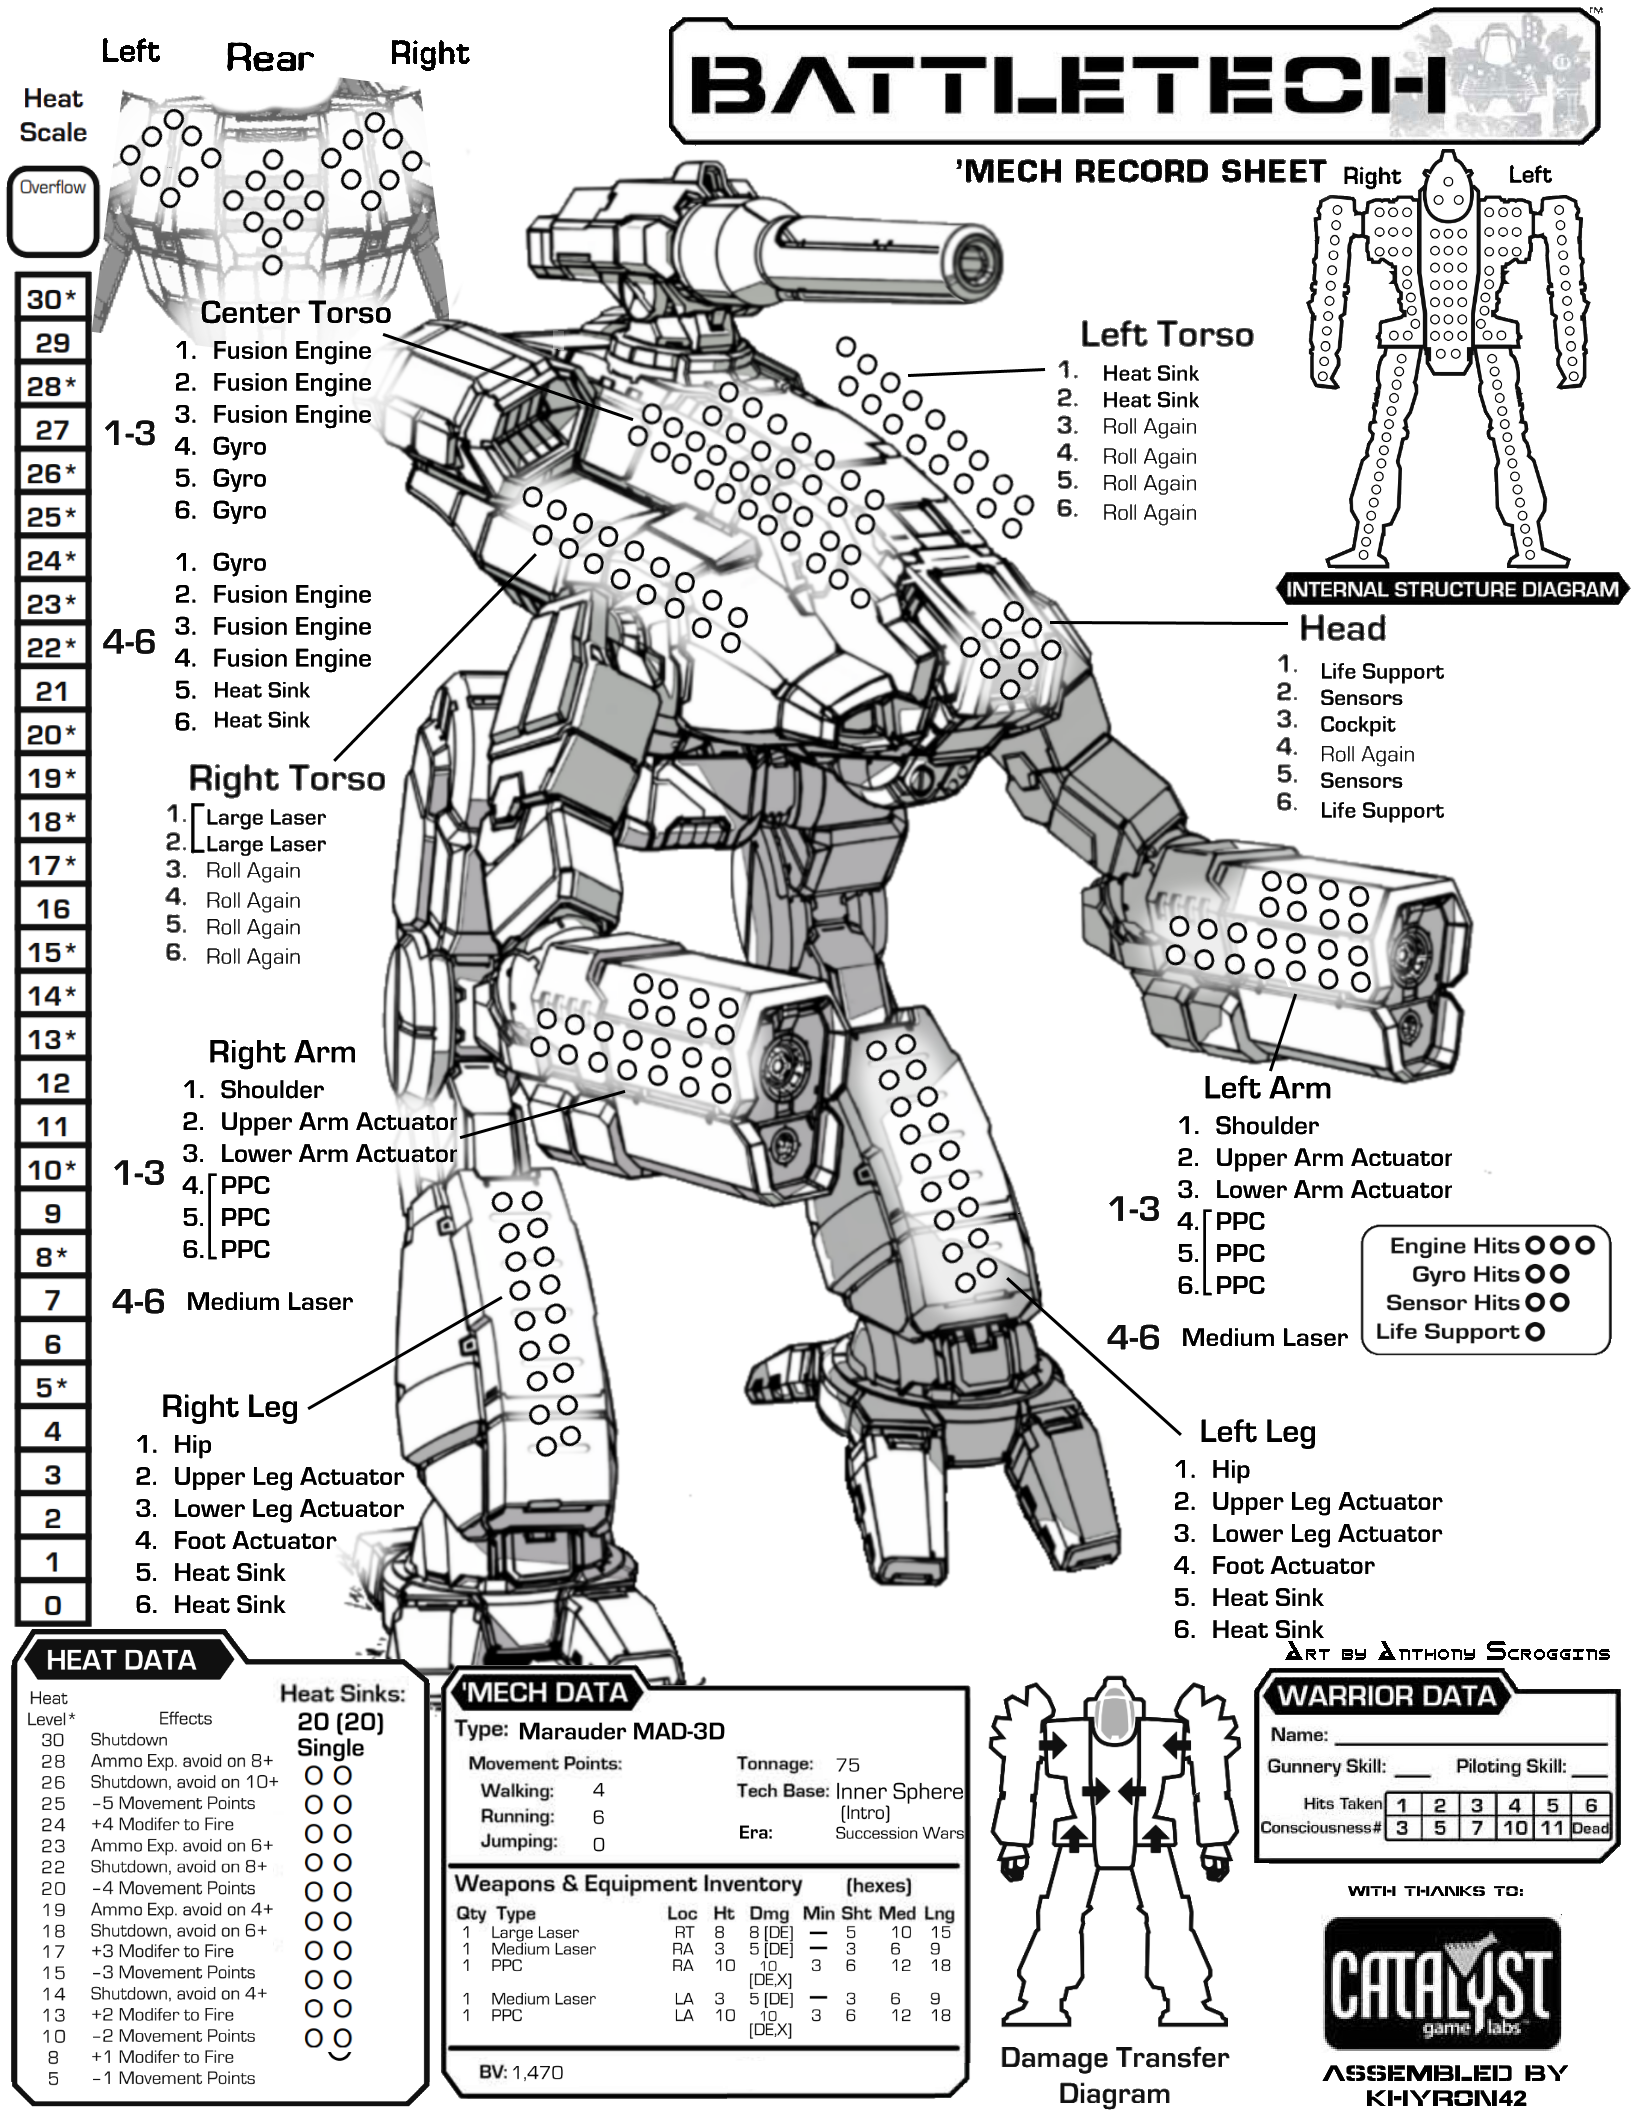 Left Rear Right
Heat
Scale
Overflow
30*
29
28*
27
26*
25*
24*
23*
22*
21
20*
19*
18*
17*
16
15*
14*
13*
12
11
10*
9
8*
7
6
5*
4
3
2
1
0
BATTLETECH ™
'MECH RECORD SHEET
Right Left
INTERNAL STRUCTURE DIAGRAM
Center Torso
1-3
1. Fusion Engine
2. Fusion Engine
3. Fusion Engine
4. Gyro
5. Gyro
6. Gyro
4-6
1. Gyro
2. Fusion Engine
3. Fusion Engine
4. Fusion Engine
5. Heat Sink
6. Heat Sink
Left Torso
1. Heat Sink
2. Heat Sink
3. Roll Again
4. Roll Again
5. Roll Again
6. Roll Again
Head
1. Life Support
2. Sensors
3. Cockpit
4. Roll Again
5. Sensors
6. Life Support
Right Torso
1. Large Laser
2. Large Laser
3. Roll Again
4. Roll Again
5. Roll Again
6. Roll Again
Right Arm
1-3
1. Shoulder
2. Upper Arm Actuator
3. Lower Arm Actuator
4. PPC
5. PPC
6. PPC
4-6 Medium Laser
Left Arm
1-3
1. Shoulder
2. Upper Arm Actuator
3. Lower Arm Actuator
4. PPC
5. PPC
6. PPC
4-6 Medium Laser
Engine Hits
Gyro Hits
Sensor Hits
Life Support
Right Leg
1. Hip
2. Upper Leg Actuator
3. Lower Leg Actuator
4. Foot Actuator
5. Heat Sink
6. Heat Sink
Left Leg
1. Hip
2. Upper Leg Actuator
3. Lower Leg Actuator
4. Foot Actuator
5. Heat Sink
6. Heat Sink
Art by Anthony Scroggins
HEAT DATA
Heat
Level* Effects
30 Shutdown
28 Ammo Exp. avoid on 8+
26 Shutdown, avoid on 10+
25 -5 Movement Points
24 +4 Modifer to Fire
23 Ammo Exp. avoid on 6+
22 Shutdown, avoid on 8+
20 -4 Movement Points
19 Ammo Exp. avoid on 4+
18 Shutdown, avoid on 6+
17 +3 Modifer to Fire
15 -3 Movement Points
14 Shutdown, avoid on 4+
13 +2 Modifer to Fire
10 -2 Movement Points
8 +1 Modifer to Fire
5 -1 Movement Points
Heat Sinks:
20 (20)
Single
'MECH DATA
Type: Marauder MAD-3D
Movement Points:
Walking: 4
Running: 6
Jumping: 0
Tonnage: 75
Tech Base: Inner Sphere
(Intro)
Era: Succession Wars
Weapons & Equipment Inventory (hexes)
Qty Type Loc Ht Dmg Min Sht Med Lng
1 Large Laser RT 8 8 [DE] — 5 10 15
1 Medium Laser RA 3 5 [DE] — 3 6 9
1 PPC RA 10 10 3 6 12 18
[DE,X]
1 Medium Laser LA 3 5 [DE] — 3 6 9
1 PPC LA 10 10 3 6 12 18
[DE,X]
BV: 1,470
Damage Transfer
Diagram
WARRIOR DATA
Name:
Gunnery Skill: Piloting Skill:
Hits Taken 1 2 3 4 5 6
Consciousness# 3 5 7 10 11 Dead
WITH THANKS TO:
CATALYST
game labs
ASSEMBLED BY
KHYRON42